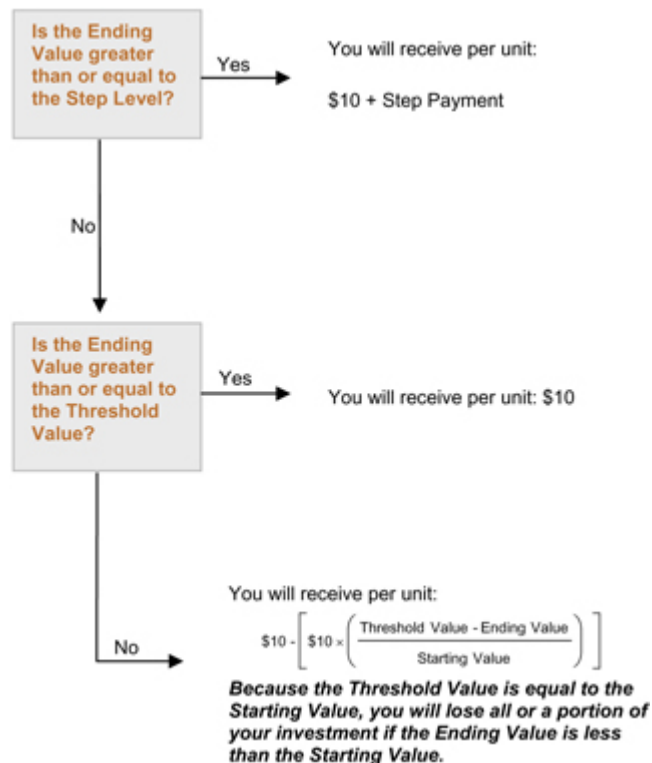 Is the Ending
Value greater
than or equal to
the Step Level?
Yes
You will receive per unit:
$10 + Step Payment
No
Is the Ending
Value greater
than or equal to
the Threshold
Value?
Yes
You will receive per unit: $10
No
You will receive per unit:
$10 - [ $10 × ( Threshold Value - Ending Value
Starting Value ) ]
Because the Threshold Value is equal to the
Starting Value, you will lose all or a portion of
your investment if the Ending Value is less
than the Starting Value.